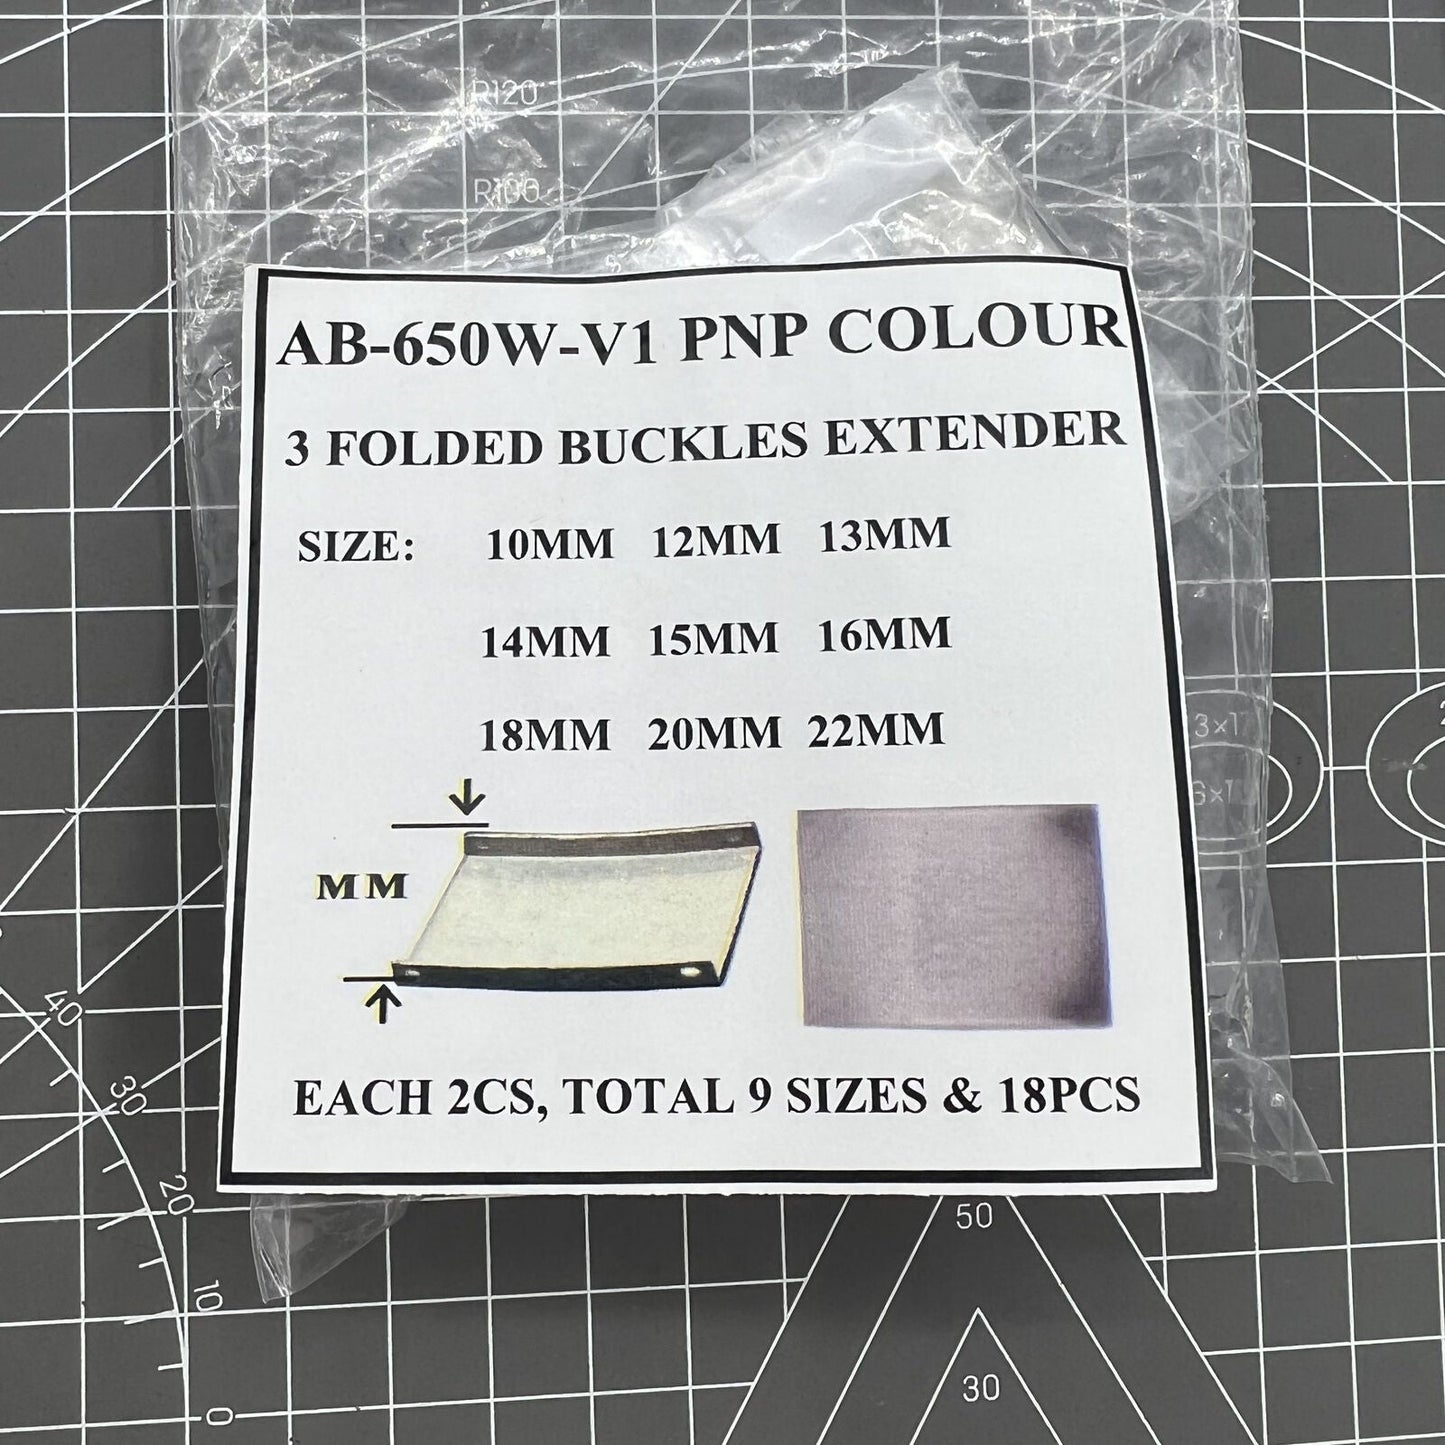 R120
R100
AB-650W-V1 PNP COLOUR
3 FOLDED BUCKLES EXTENDER
SIZE: 10MM 12MM 13MM
14MM 15MM 16MM
18MM 20MM 22MM
MM
EACH 2CS, TOTAL 9 SIZES & 18PCS
40
30
20
10
0
50
30